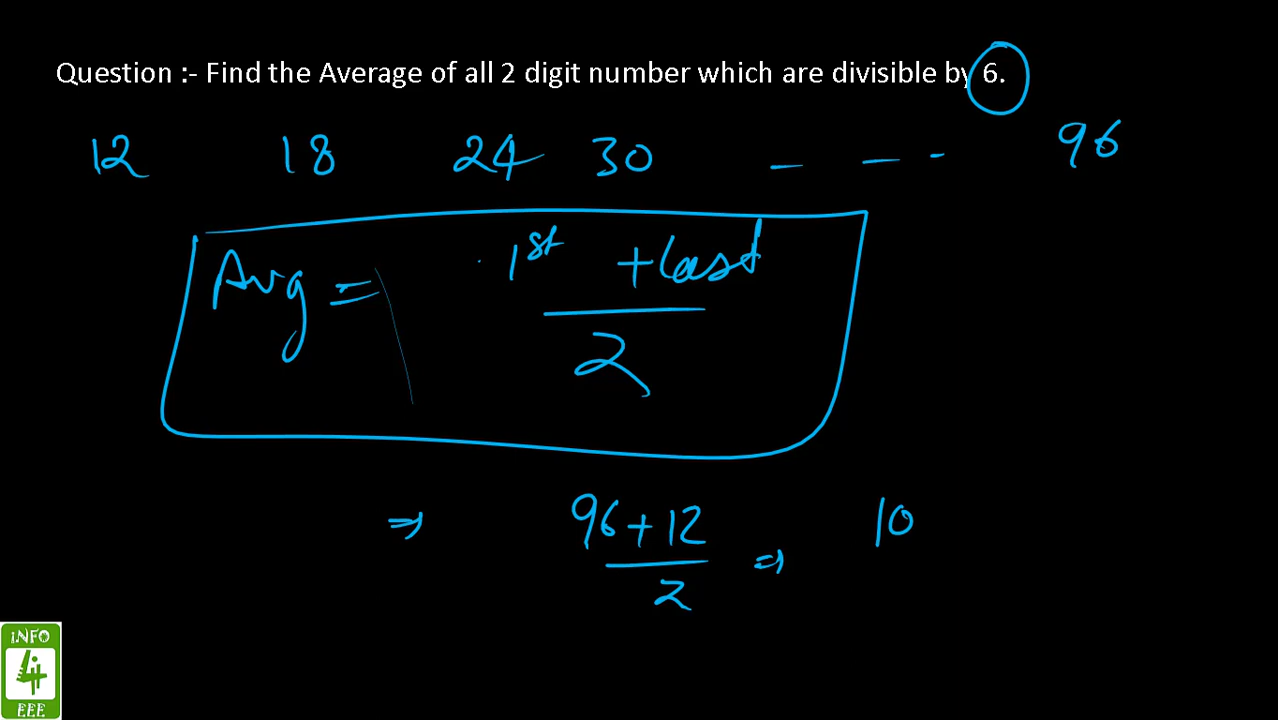 Question :- Find the Average of all 2 digit number which are divisible by 6.
12 18 24 30 - - - 96
Avg = 1st + last
2
⇒ 96 + 12 ⇒ 10
2
iNFO
4
EEE